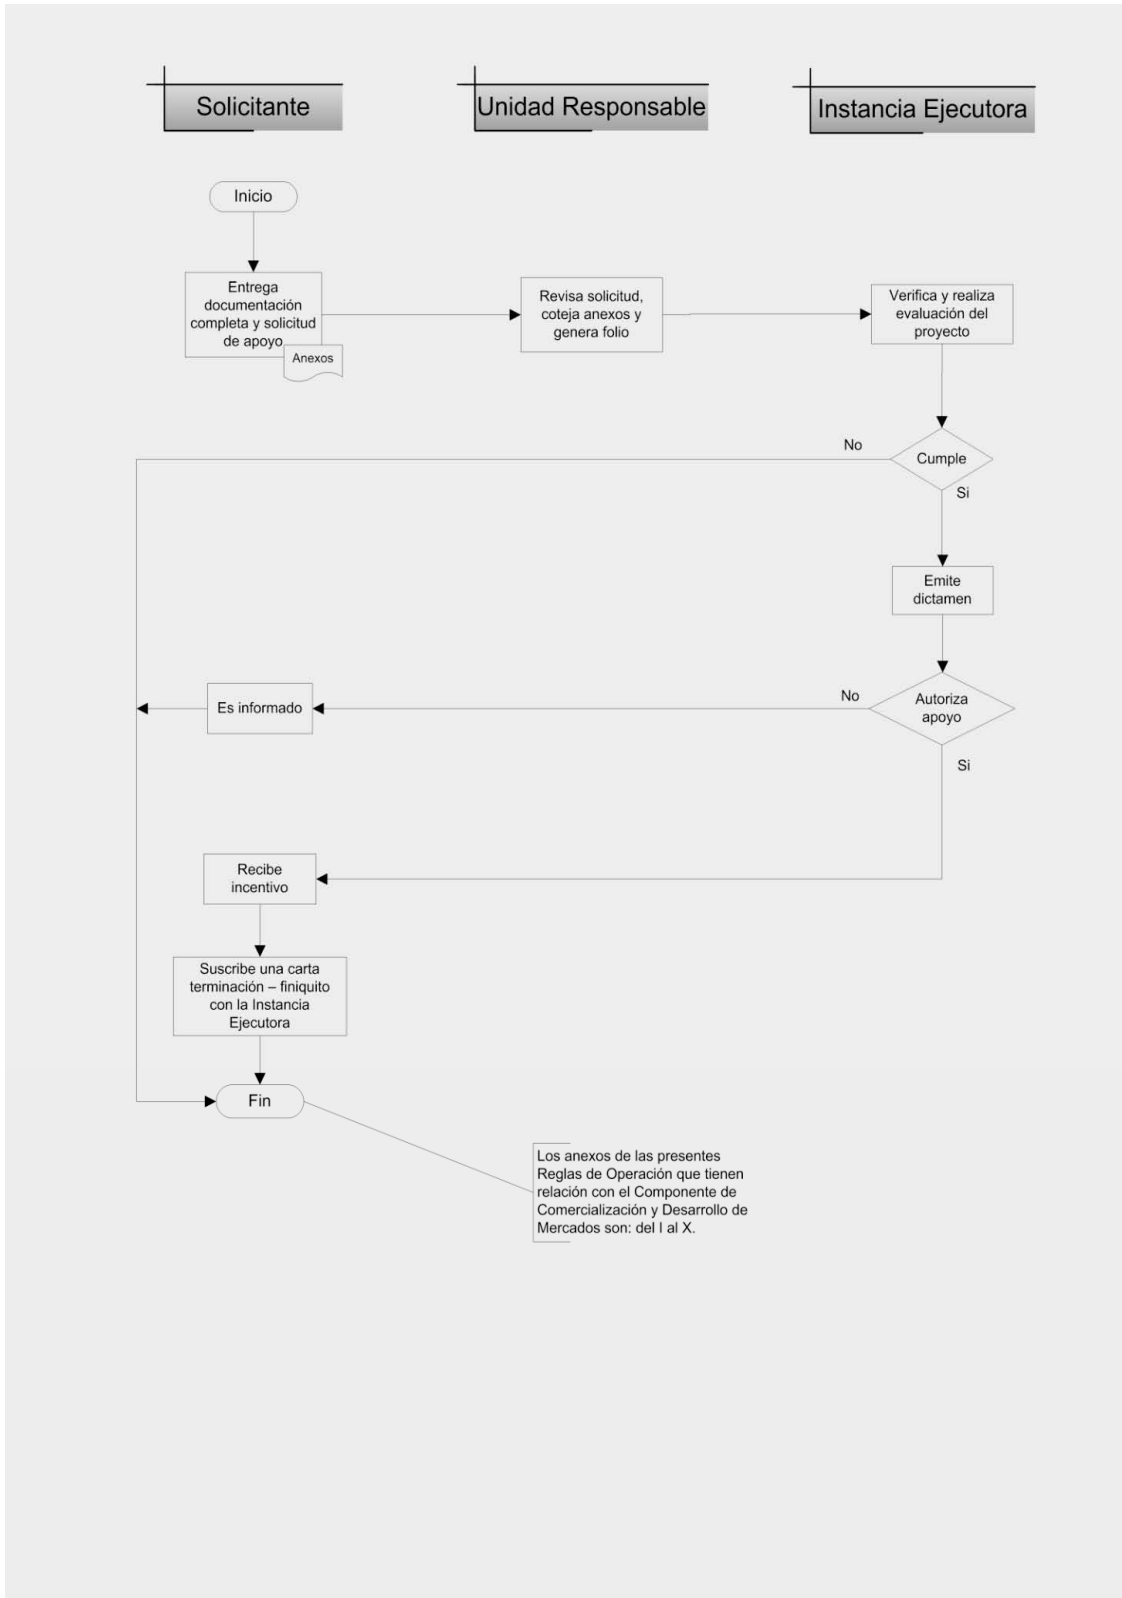 Solicitante
Unidad Responsable
Instancia Ejecutora
Inicio
Entrega
documentación
completa y solicitud
de apoyo
Anexos
Revisa solicitud,
coteja anexos y
genera folio
Verifica y realiza
evaluación del
proyecto
No
Cumple
Si
Emite
dictamen
Es informado
No
Autoriza
apoyo
Si
Recibe
incentivo
Suscribe una carta
terminación – finiquito
con la Instancia
Ejecutora
Fin
Los anexos de las presentes
Reglas de Operación que tienen
relación con el Componente de
Comercialización y Desarrollo de
Mercados son: del I al X.